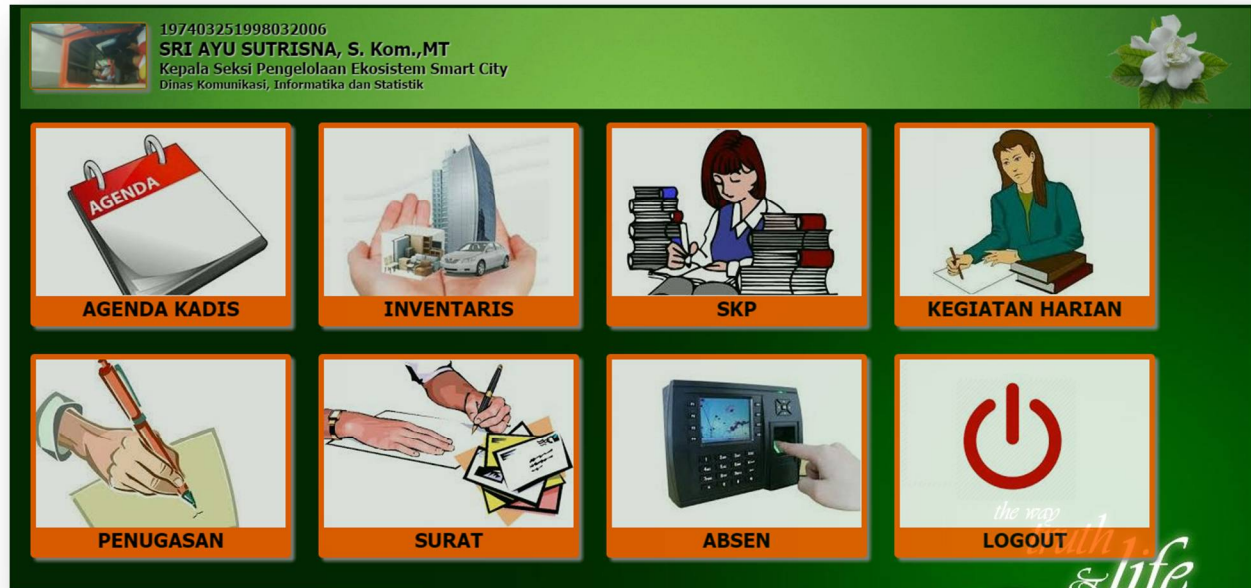 197403251998032006
SRI AYU SUTRISNA, S. Kom.,MT
Kepala Seksi Pengelolaan Ekosistem Smart City
Dinas Komunikasi, Informatika dan Statistik
AGENDA
AGENDA KADIS
INVENTARIS
SKP
KEGIATAN HARIAN
PENUGASAN
SURAT
ABSEN
LOGOUT
the way
truth
& life